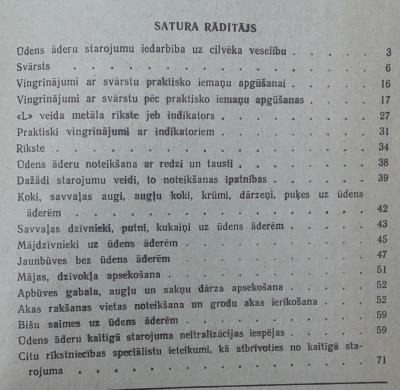 SATURA RĀDITĀJS
Ūdens āderu starojumu iedarbība uz cilvēka veselību . . . . . 3
Svārsts . . . . . . . . . . . . 6
Vingrinājumi ar svārstu praktisko iemaņu apgūšanai . . . . . 16
Vingrinājumi ar svārstu pēc praktisko iemaņu apgūšanas . . . . 17
«L» veida metāla rīkste jeb indikators . . . . . . . 27
Praktiski vingrinājumi ar indikatoriem . . . . . . . 31
Rīkste . . . . . . . . . . . . 34
Ūdens āderu noteikšana ar redzi un tausti . . . . . . 38
Dažādi starojumu veidi, to noteikšanas īpatnības . . . . . 39
Koki, savvaļas augi, augļu koki, krūmi, dārzeņi, puķes uz ūdens
āderēm . . . . . . . . . . . . 42
Savvaļas dzīvnieki, putni, kukaiņi uz ūdens āderēm . . . . . 43
Mājdzīvnieki uz ūdens āderēm . . . . . . . . 45
Jaunbūves bez ūdens āderēm . . . . . . . . 47
Mājas, dzīvokļa apsekošana . . . . . . . . 51
Apbūves gabala, augļu un sakņu dārza apsekošana . . . . . 52
Akas rakšanas vietas noteikšana un grodu akas ierīkošana . . . 52
Bišu saimes uz ūdens āderēm . . . . . . . . 59
Ūdens āderu kaitīgā starojuma neitralizācijas iespējas . . . . 59
Citu rīkstniecības speciālistu ieteikumi, kā atbrīvoties no kaitīgā sta-
rojuma . . . . . . . . . . . . 71